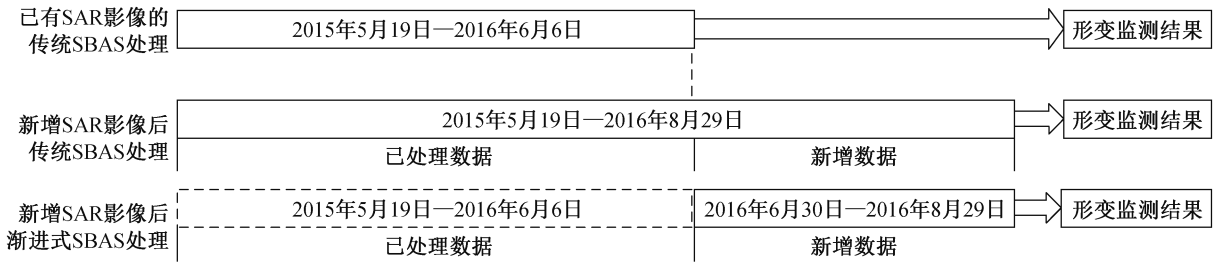 已有SAR影像的
传统SBAS处理
2015年5月19日—2016年6月6日
形变监测结果
新增SAR影像后
传统SBAS处理
2015年5月19日—2016年8月29日
形变监测结果
已处理数据
新增数据
新增SAR影像后
渐进式SBAS处理
2015年5月19日—2016年6月6日
2016年6月30日—2016年8月29日
形变监测结果
已处理数据
新增数据